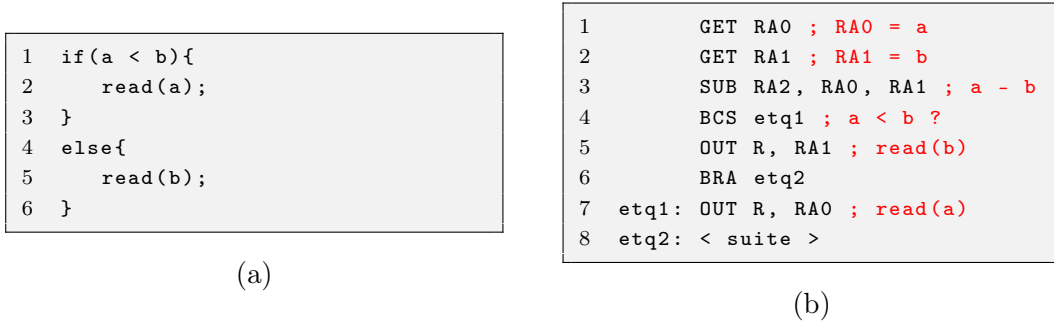 1 if(a < b){
2 read(a);
3 }
4 else{
5 read(b);
6 }
(a)
1 GET RA0 ; RA0 = a
2 GET RA1 ; RA1 = b
3 SUB RA2, RA0, RA1 ; a - b
4 BCS etq1 ; a < b ?
5 OUT R, RA1 ; read(b)
6 BRA etq2
7 etq1: OUT R, RA0 ; read(a)
8 etq2: < suite >
(b)